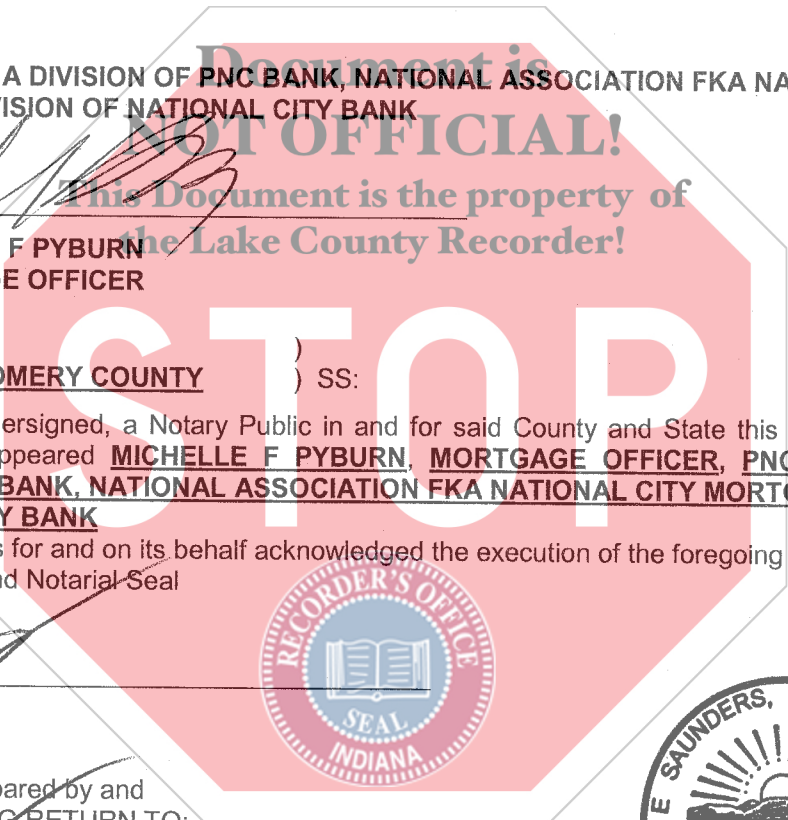 Document is
A DIVISION OF PNC BANK, NATIONAL ASSOCIATION FKA NA
VISION OF NATIONAL CITY BANK
NOT OFFICIAL!
This Document is the property of
the Lake County Recorder!
F PYBURN
E OFFICER
)
OMERY COUNTY ) SS:
STOP
ersigned, a Notary Public in and for said County and State this
ppeared MICHELLE F PYBURN, MORTGAGE OFFICER, PNC
BANK, NATIONAL ASSOCIATION FKA NATIONAL CITY MORTG
Y BANK
s for and on its behalf acknowledged the execution of the foregoing
nd Notarial Seal
RECORDER'S OFFICE
SEAL
INDIANA
E SAUNDERS,
pared by and
G RETURN TO: